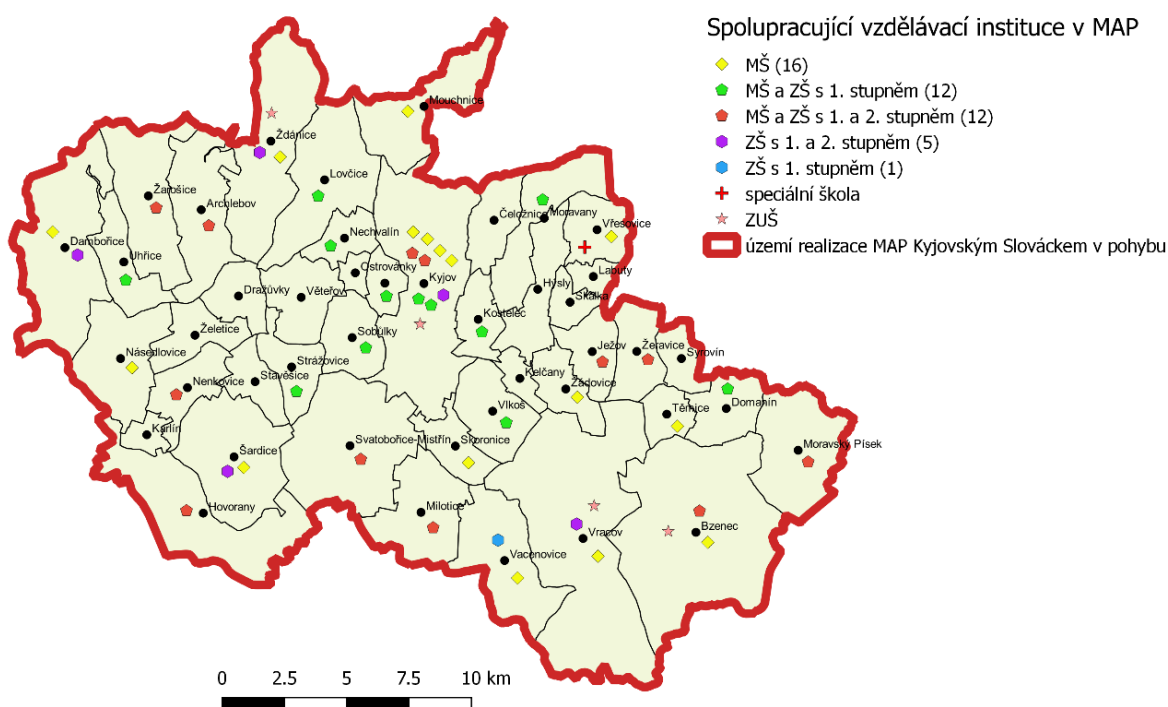 Spolupracující vzdělávací instituce v MAP
MŠ (16)
MŠ a ZŠ s 1. stupněm (12)
MŠ a ZŠ s 1. a 2. stupněm (12)
ZŠ s 1. a 2. stupněm (5)
ZŠ s 1. stupněm (1)
speciální škola
ZUŠ
území realizace MAP Kyjovským Slováckem v pohybu
Mouchnice
Ždánice
Lovčice
Žarošice
Archlebov
Čeložnice
Moravany
Vřesovice
Dambořice
Uhřice
Nechvalín
Ostrovánky
Kyjov
Labuty
Hýsly
Skalka
Dražůvky
Věteřov
Kostelec
Želetice
Sobůlky
Násedlovice
Nenkovice
Stavěšice
Strážovice
Ježov
Žeravice
Syrovín
Kelčany
Žádovice
Vlkoš
Těmice
Domanín
Karlín
Šardice
Svatobořice-Mistřín
Skoronice
Moravský Písek
Hovorany
Milotice
Vacenovice
Vracov
Bzenec
0 2.5 5 7.5 10 km